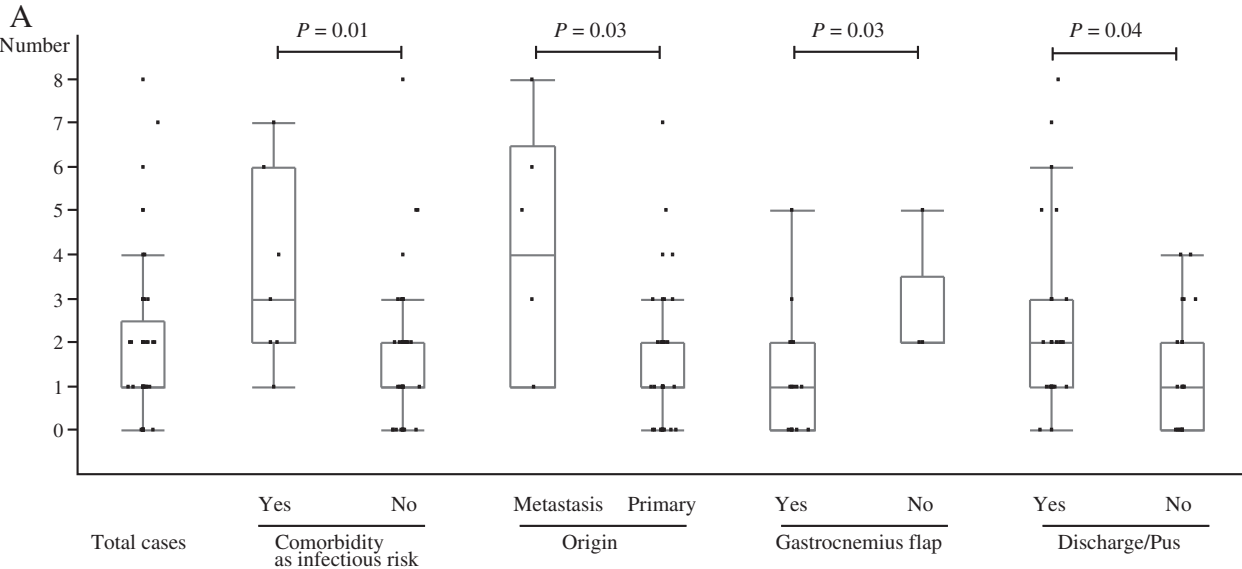 A
Number
P = 0.01
P = 0.03
P = 0.03
P = 0.04
8
7
6
5
4
3
2
1
0
Yes No Metastasis Primary Yes No Yes No
Total cases
Comorbidity
as infectious risk
Origin
Gastrocnemius flap
Discharge/Pus